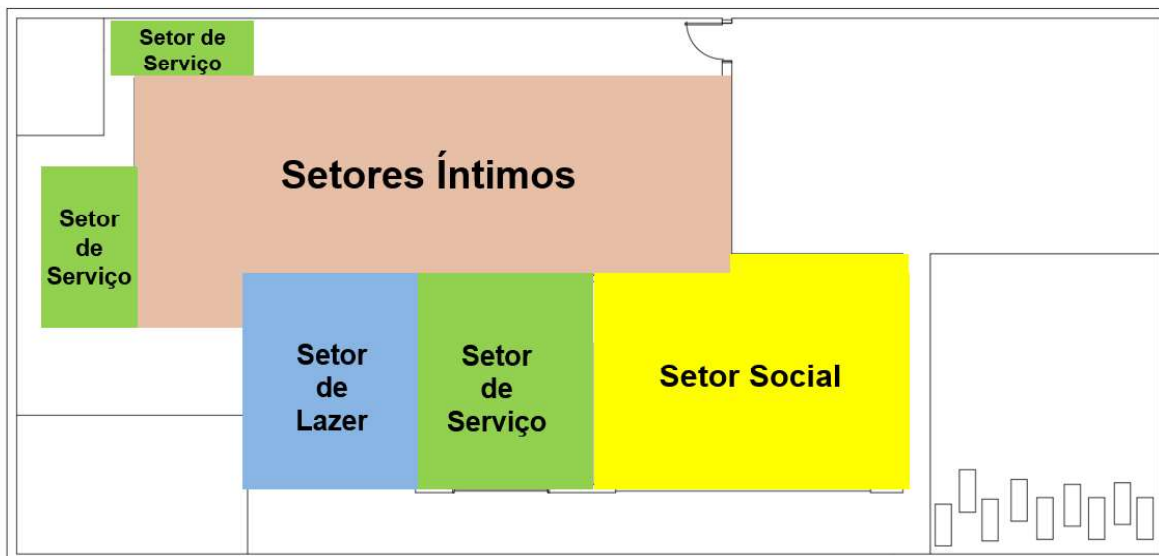 Setor de
Serviço
Setores Íntimos
Setor
de
Serviço
Setor
de
Lazer
Setor
de
Serviço
Setor Social